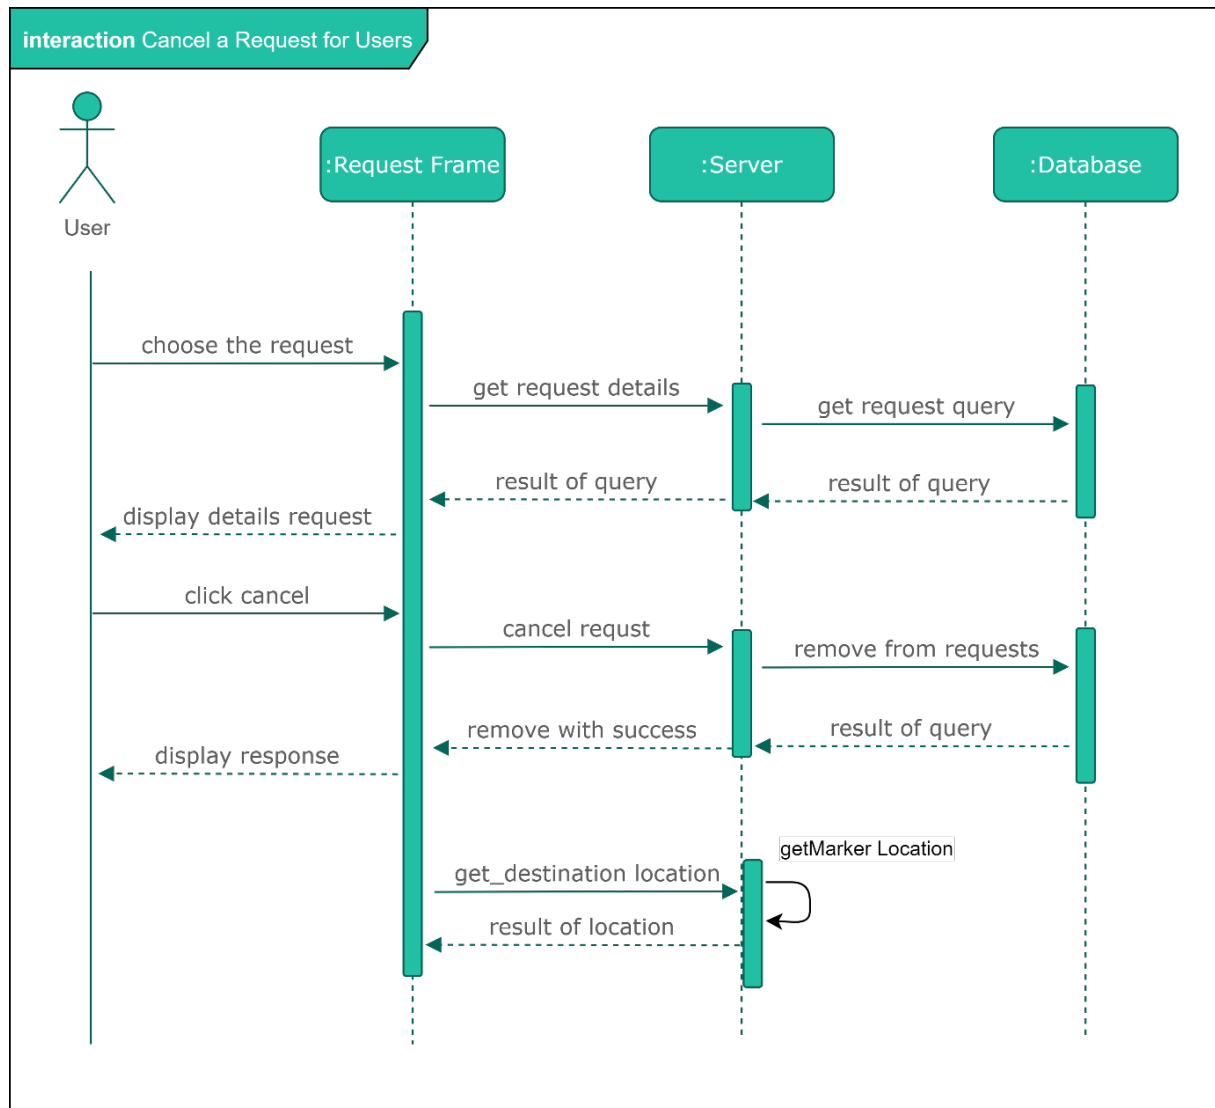 interaction Cancel a Request for Users
:Request Frame
:Server
:Database
User
choose the request
get request details
get request query
result of query
result of query
display details request
click cancel
cancel requst
remove from requests
remove with success
result of query
display response
getMarker Location
get_destination location
result of location